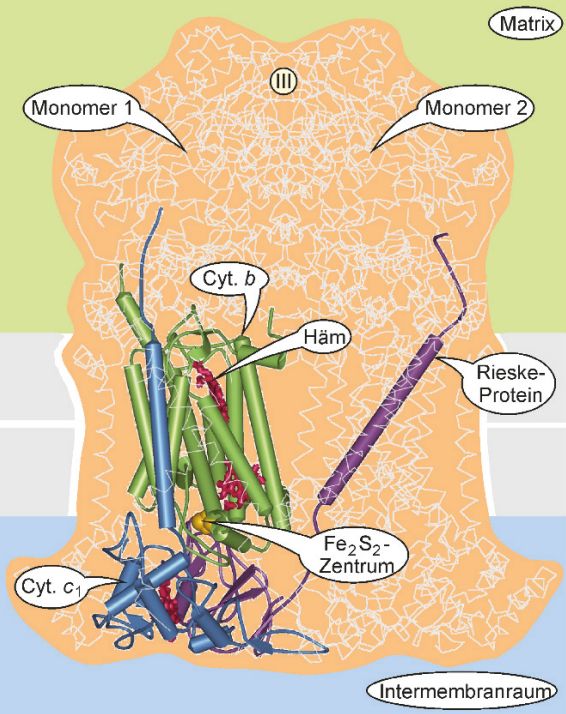 Matrix
III
Monomer 1
Monomer 2
Cyt. b
Häm
Rieske-
Protein
Fe₂S₂-
Zentrum
Cyt. c₁
Intermembranraum